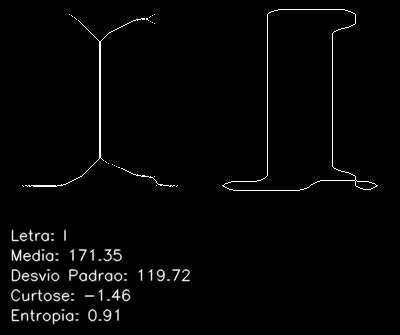 Letra: I
Media: 171.35
Desvio Padrao: 119.72
Curtose: -1.46
Entropia: 0.91